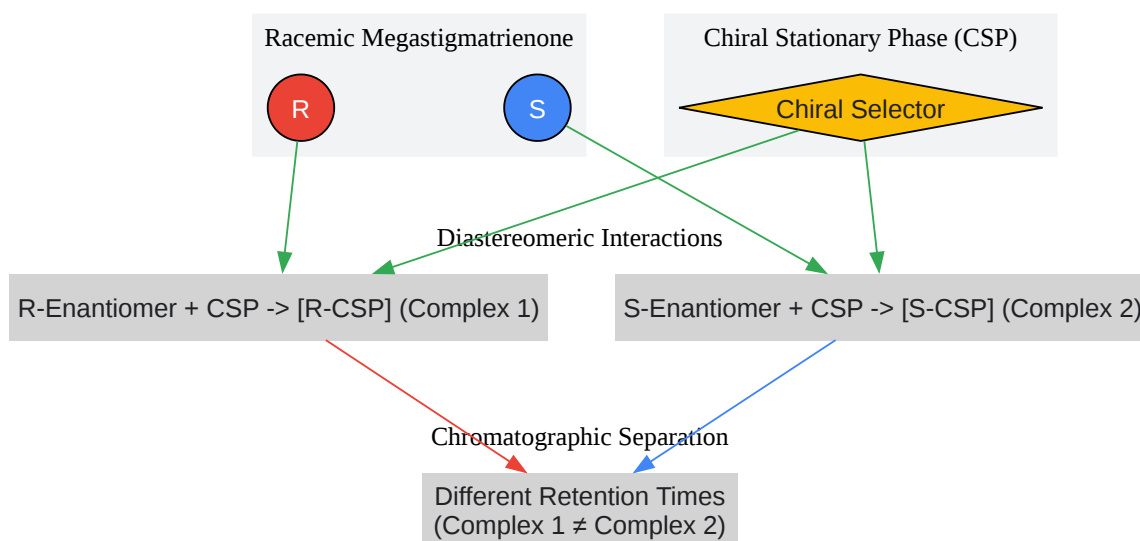 Racemic Megastigmatrienone
Chiral Stationary Phase (CSP)
R
S
Chiral Selector
Diastereomeric Interactions
R-Enantiomer + CSP -> [R-CSP] (Complex 1)
S-Enantiomer + CSP -> [S-CSP] (Complex 2)
Chromatographic Separation
Different Retention Times
(Complex 1 ≠ Complex 2)